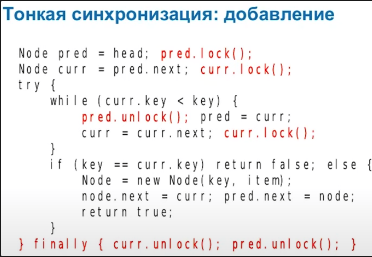 Тонкая синхронизация: добавление
Node pred = head; pred.lock();
Node curr = pred.next; curr.lock();
try {
while (curr.key < key) {
pred.unlock(); pred = curr;
curr = curr.next; curr.lock();
}
if (key == curr.key) return false; else {
Node = new Node(key, item);
node.next = curr; pred.next = node;
return true;
}
} finally { curr.unlock(); pred.unlock(); }